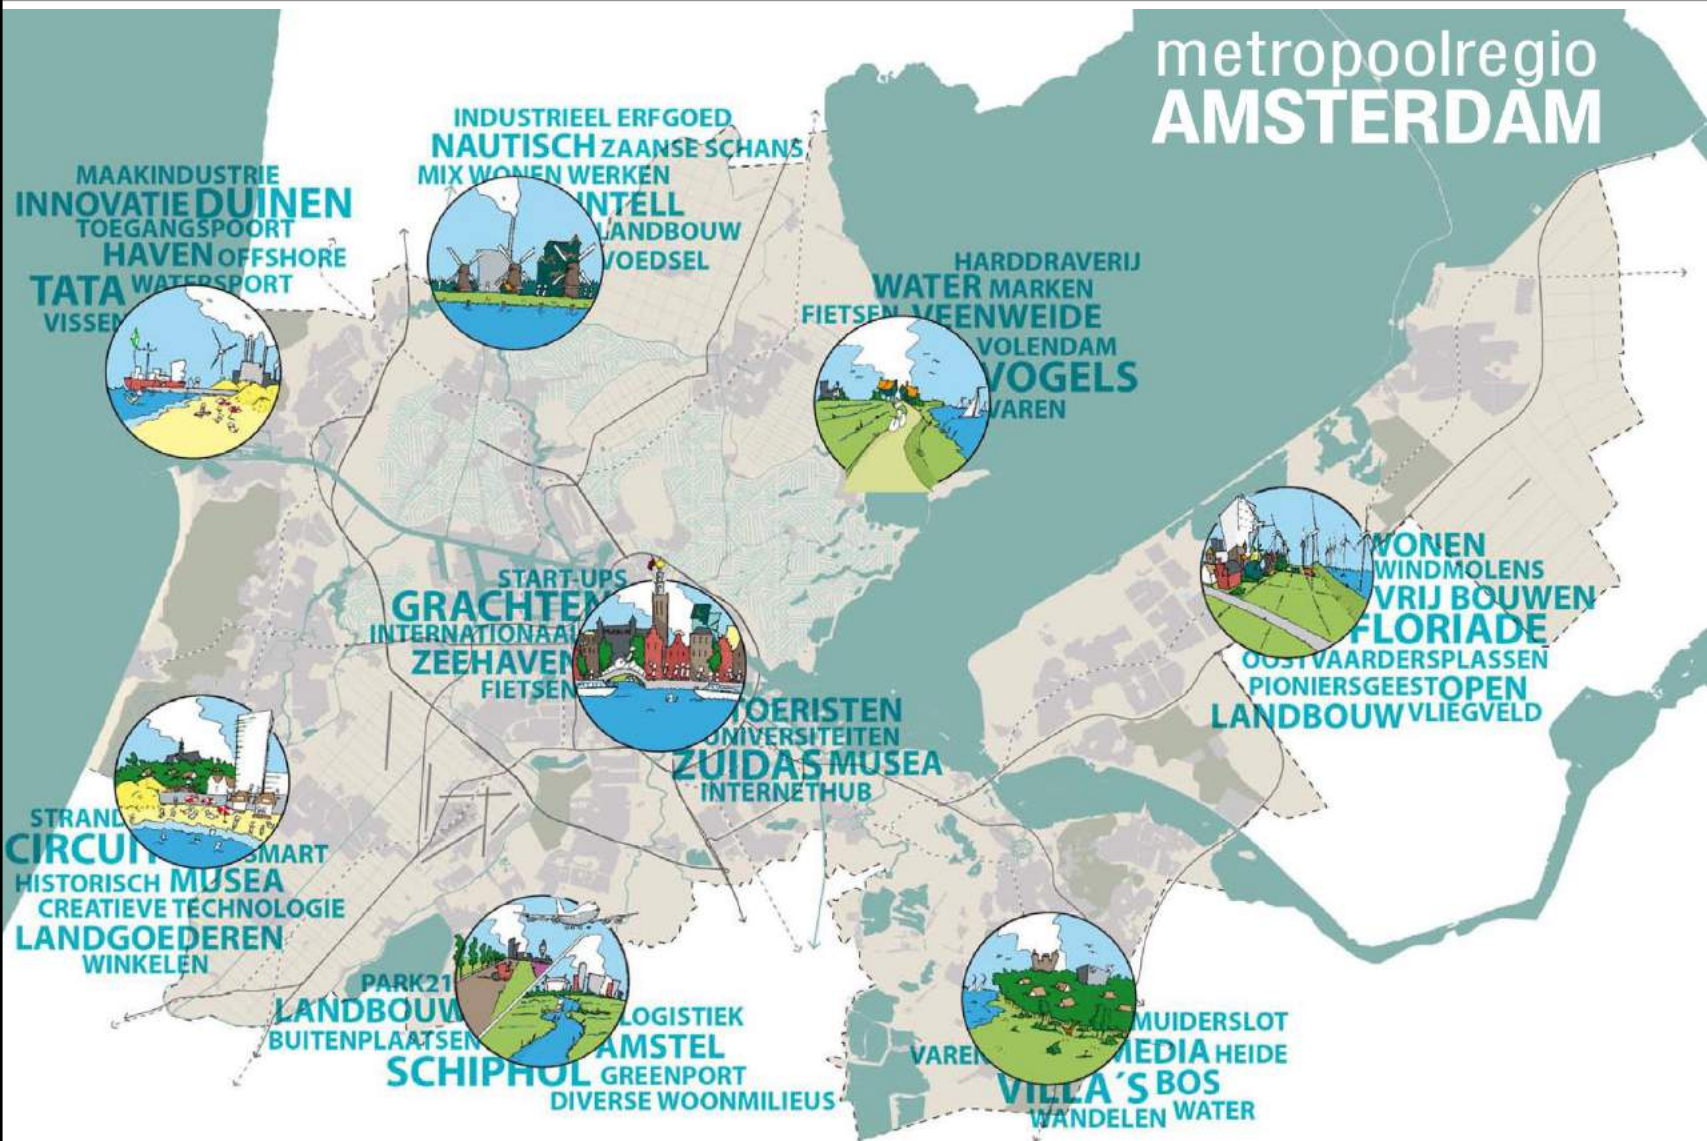 metropoolregio
AMSTERDAM
INDUSTRIEEL ERFGOED
NAUTISCH ZAANSE SCHANS
MIX WONEN WERKEN
INTELL
LANDBOUW
VOEDSEL
MAAKINDUSTRIE
INNOVATIE DUINEN
TOEGANGSPOORT
HAVEN OFFSHORE
TATA WATERSPORT
VISSEN
HARDDRAVERIJ
WATER MARKEN
FIETSEN VEENWEIDE
VOLENDAM
VOGELS
VAREN
WONEN
WINDMOLENS
VRIJ BOUWEN
FLORIADE
OOSTVAARDERSPLASSEN
PIONIERSGEEST OPEN
LANDBOUW VLIEGVELD
START-UPS
GRACHTEN
INTERNATIONAAL
ZEEHAVEN
FIETSEN
TOERISTEN
UNIVERSITEITEN
ZUIDAS MUSEA
INTERNETHUB
STRAND
CIRCUIT SMART
HISTORISCH MUSEA
CREATIEVE TECHNOLOGIE
LANDGOEDEREN
WINKELEN
PARK21
LANDBOUW
BUITENPLAATSEN
SCHIPHOL
LOGISTIEK
AMSTEL
GREENPORT
DIVERSE WOONMILIEUS
MUIDERSLOT
VAREN MEDIA HEIDE
VILLA´S BOS
WANDELEN WATER